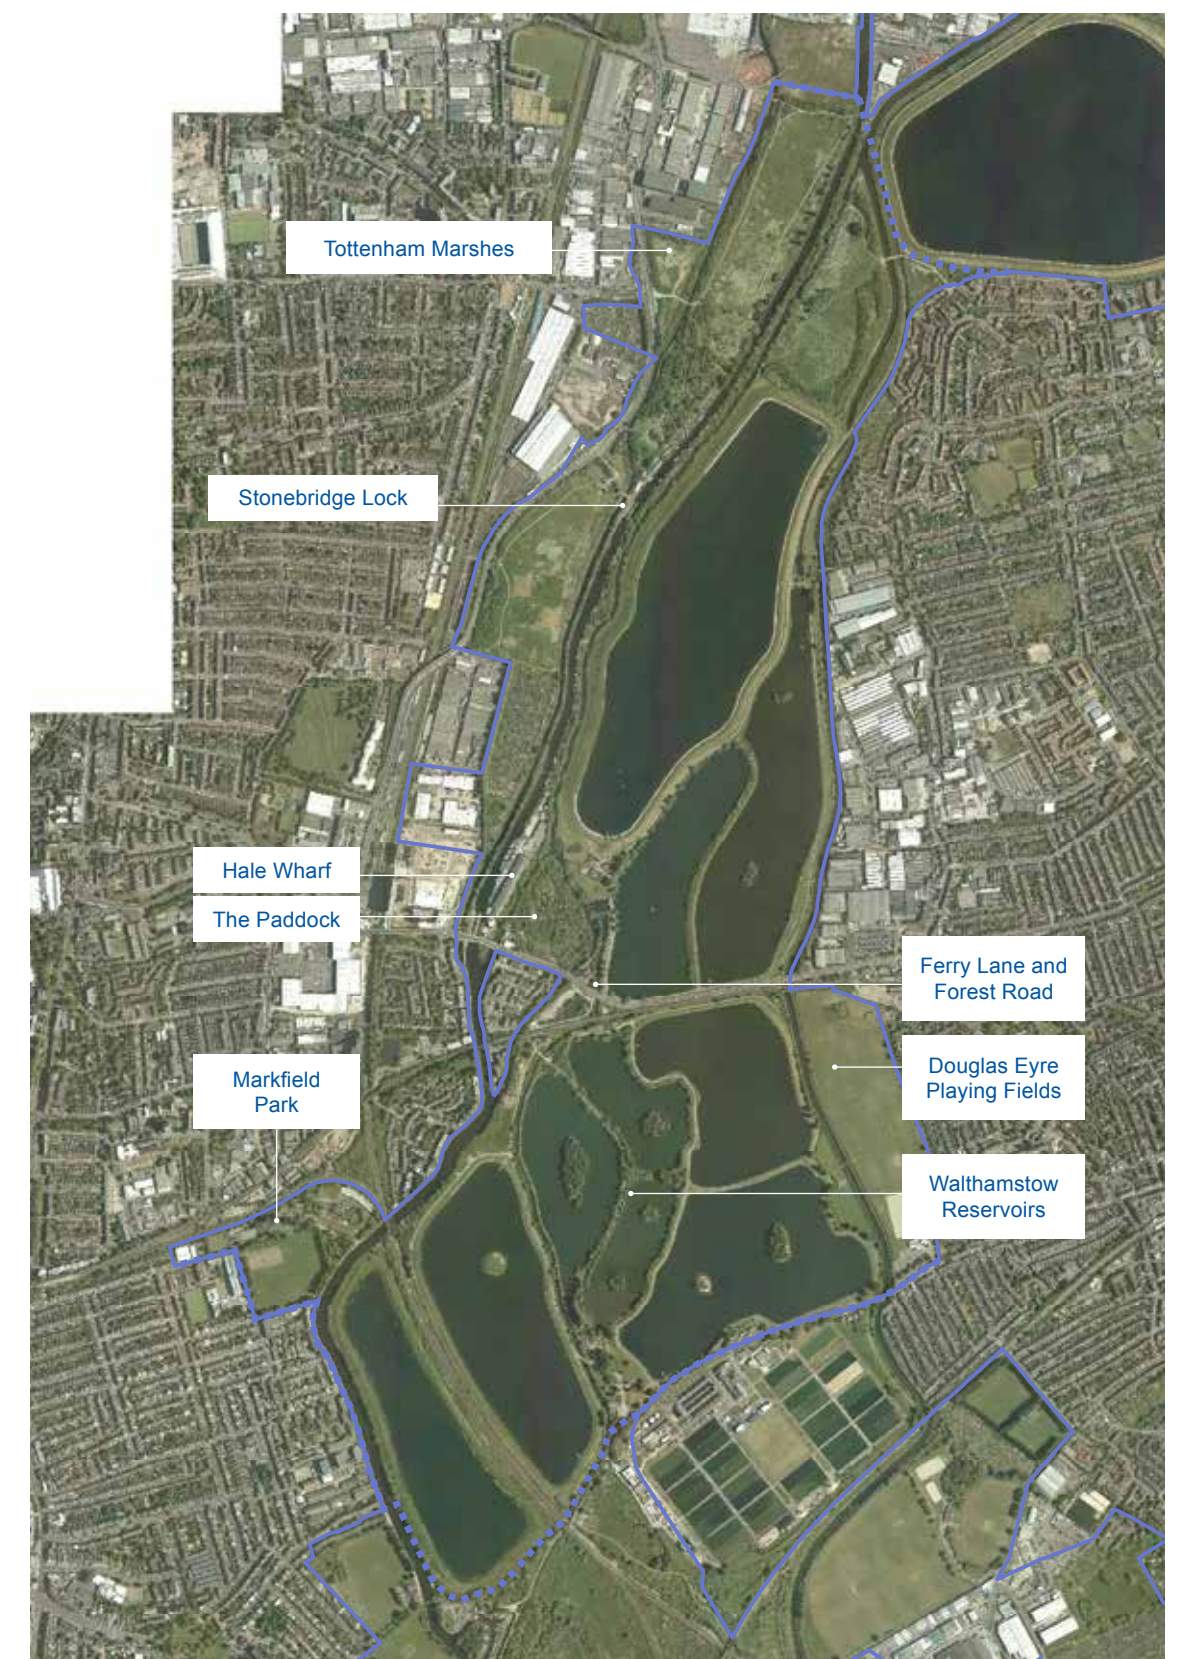 Tottenham Marshes
Stonebridge Lock
Hale Wharf
The Paddock
Ferry Lane and
Forest Road
Markfield
Park
Douglas Eyre
Playing Fields
Walthamstow
Reservoirs